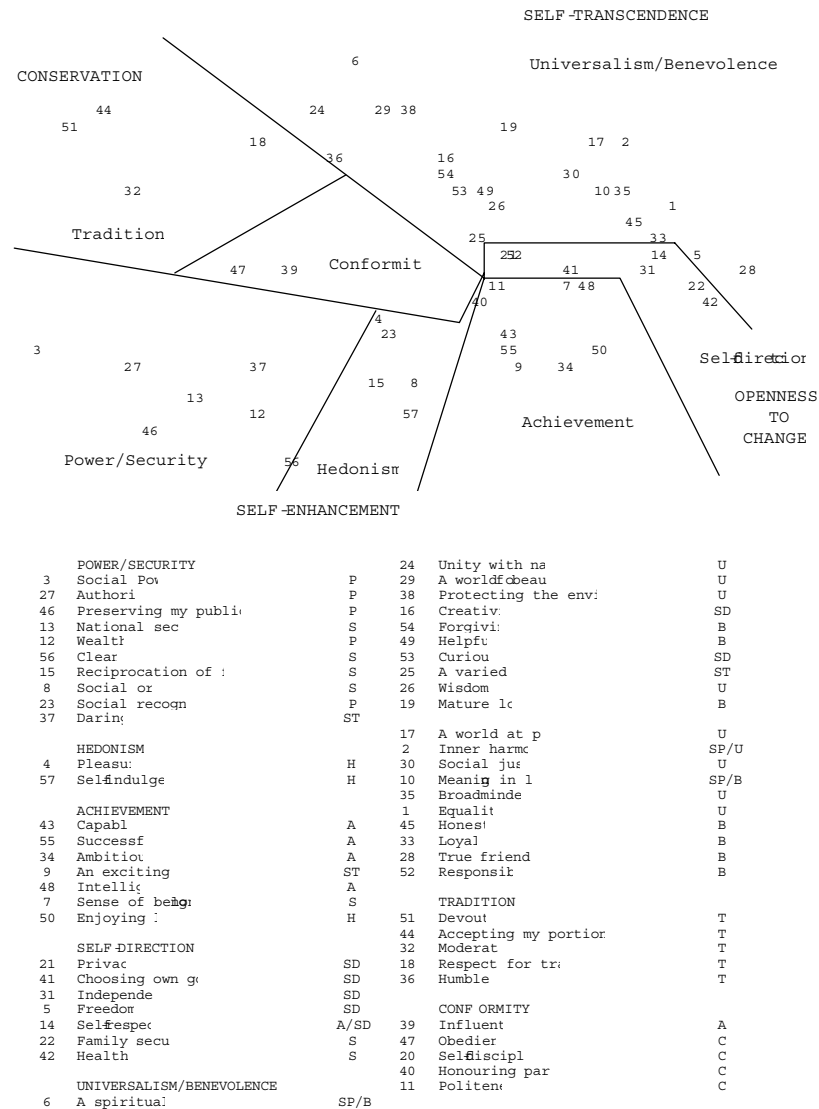 SELF-TRANSCENDENCE
6
Universalism/Benevolence
CONSERVATION
44 24 29 38
51 19
18 17 2
36 16
54 30
32 53 49 10 35
26 1
45
Tradition 25 33
52 14 5
Conformit
47 39 41 31 28
11 7 48 22
40 42
4
23 43
3 55 50
Self-direction
27 37 9 34
15 8
13 OPENNESS
12 57 TO
46 Achievement CHANGE
Power/Security 56 Hedonism
SELF-ENHANCEMENT
POWER/SECURITY
3 Social Pow P
27 Authori P
46 Preserving my public P
13 National sec S
12 Wealth P
56 Clean S
15 Reciprocation of f S
8 Social or S
23 Social recogn P
37 Daring ST
HEDONISM
4 Pleasu H
57 Self-indulge H
ACHIEVEMENT
43 Capabl A
55 Successf A
34 Ambitiou A
9 An exciting ST
48 Intellig A
7 Sense of belong S
50 Enjoying l H
SELF-DIRECTION
21 Privac SD
41 Choosing own go SD
31 Independe SD
5 Freedom SD
14 Self-respec A/SD
22 Family secu S
42 Health S
UNIVERSALISM/BENEVOLENCE
6 A spiritual SP/B
24 Unity with na U
29 A world of beau U
38 Protecting the envi U
16 Creativ SD
54 Forgivi B
49 Helpfu B
53 Curiou SD
25 A varied ST
26 Wisdom U
19 Mature lo B
17 A world at p U
2 Inner harmo SP/U
30 Social jus U
10 Meaning in l SP/B
35 Broadminde U
1 Equalit U
45 Honest B
33 Loyal B
28 True friend B
52 Responsib B
TRADITION
51 Devout T
44 Accepting my portion T
32 Moderat T
18 Respect for tra T
36 Humble T
CONFORMITY
39 Influent A
47 Obedien C
20 Self-discipl C
40 Honouring par C
11 Politene C